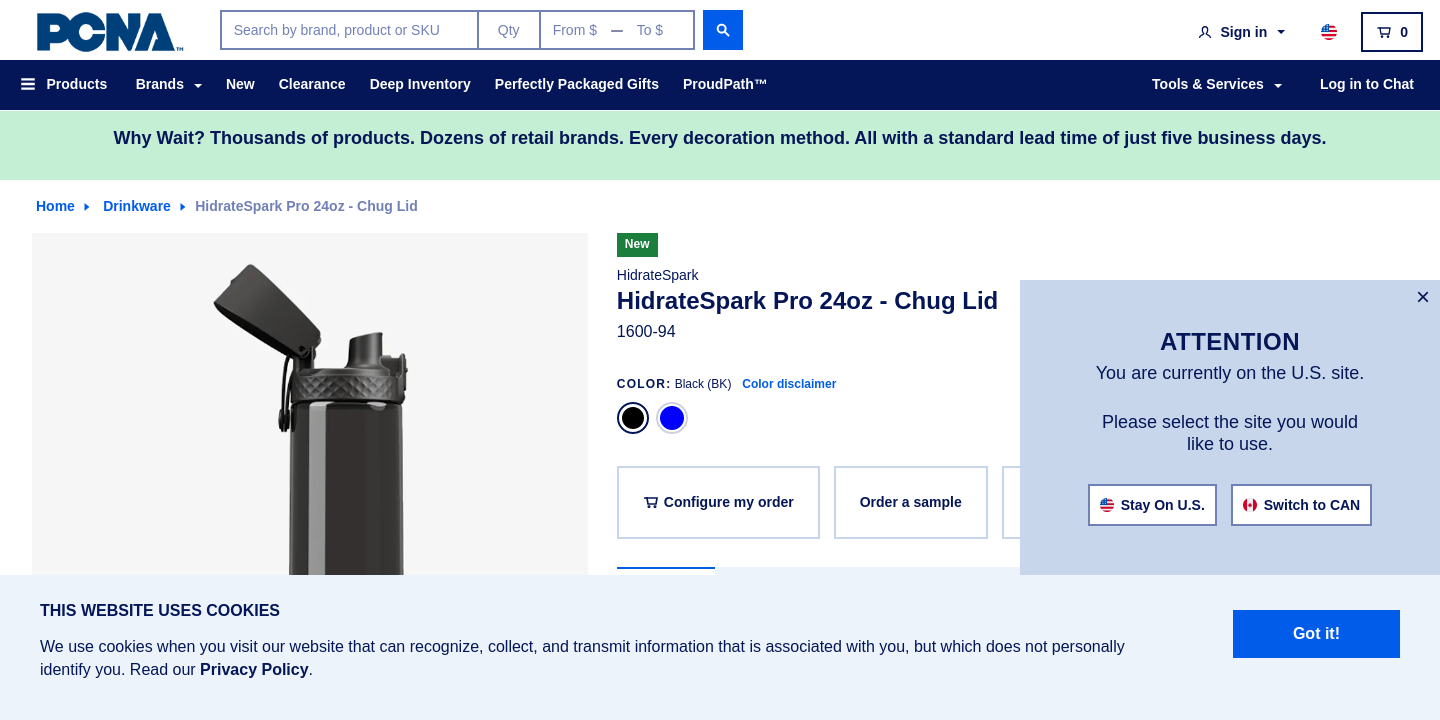 PCNA™
Search by brand, product or SKU Qty From $ — To $
Sign in
0
Products Brands New Clearance Deep Inventory Perfectly Packaged Gifts ProudPath™ Tools & Services Log in to Chat
Why Wait? Thousands of products. Dozens of retail brands. Every decoration method. All with a standard lead time of just five business days.
Home Drinkware HidrateSpark Pro 24oz - Chug Lid
New
HidrateSpark
HidrateSpark Pro 24oz - Chug Lid
1600-94
COLOR: Black (BK) Color disclaimer
Configure my order Order a sample
×
ATTENTION
You are currently on the U.S. site.
Please select the site you would
like to use.
Stay On U.S. Switch to CAN
THIS WEBSITE USES COOKIES
We use cookies when you visit our website that can recognize, collect, and transmit information that is associated with you, but which does not personally
identify you. Read our Privacy Policy.
Got it!